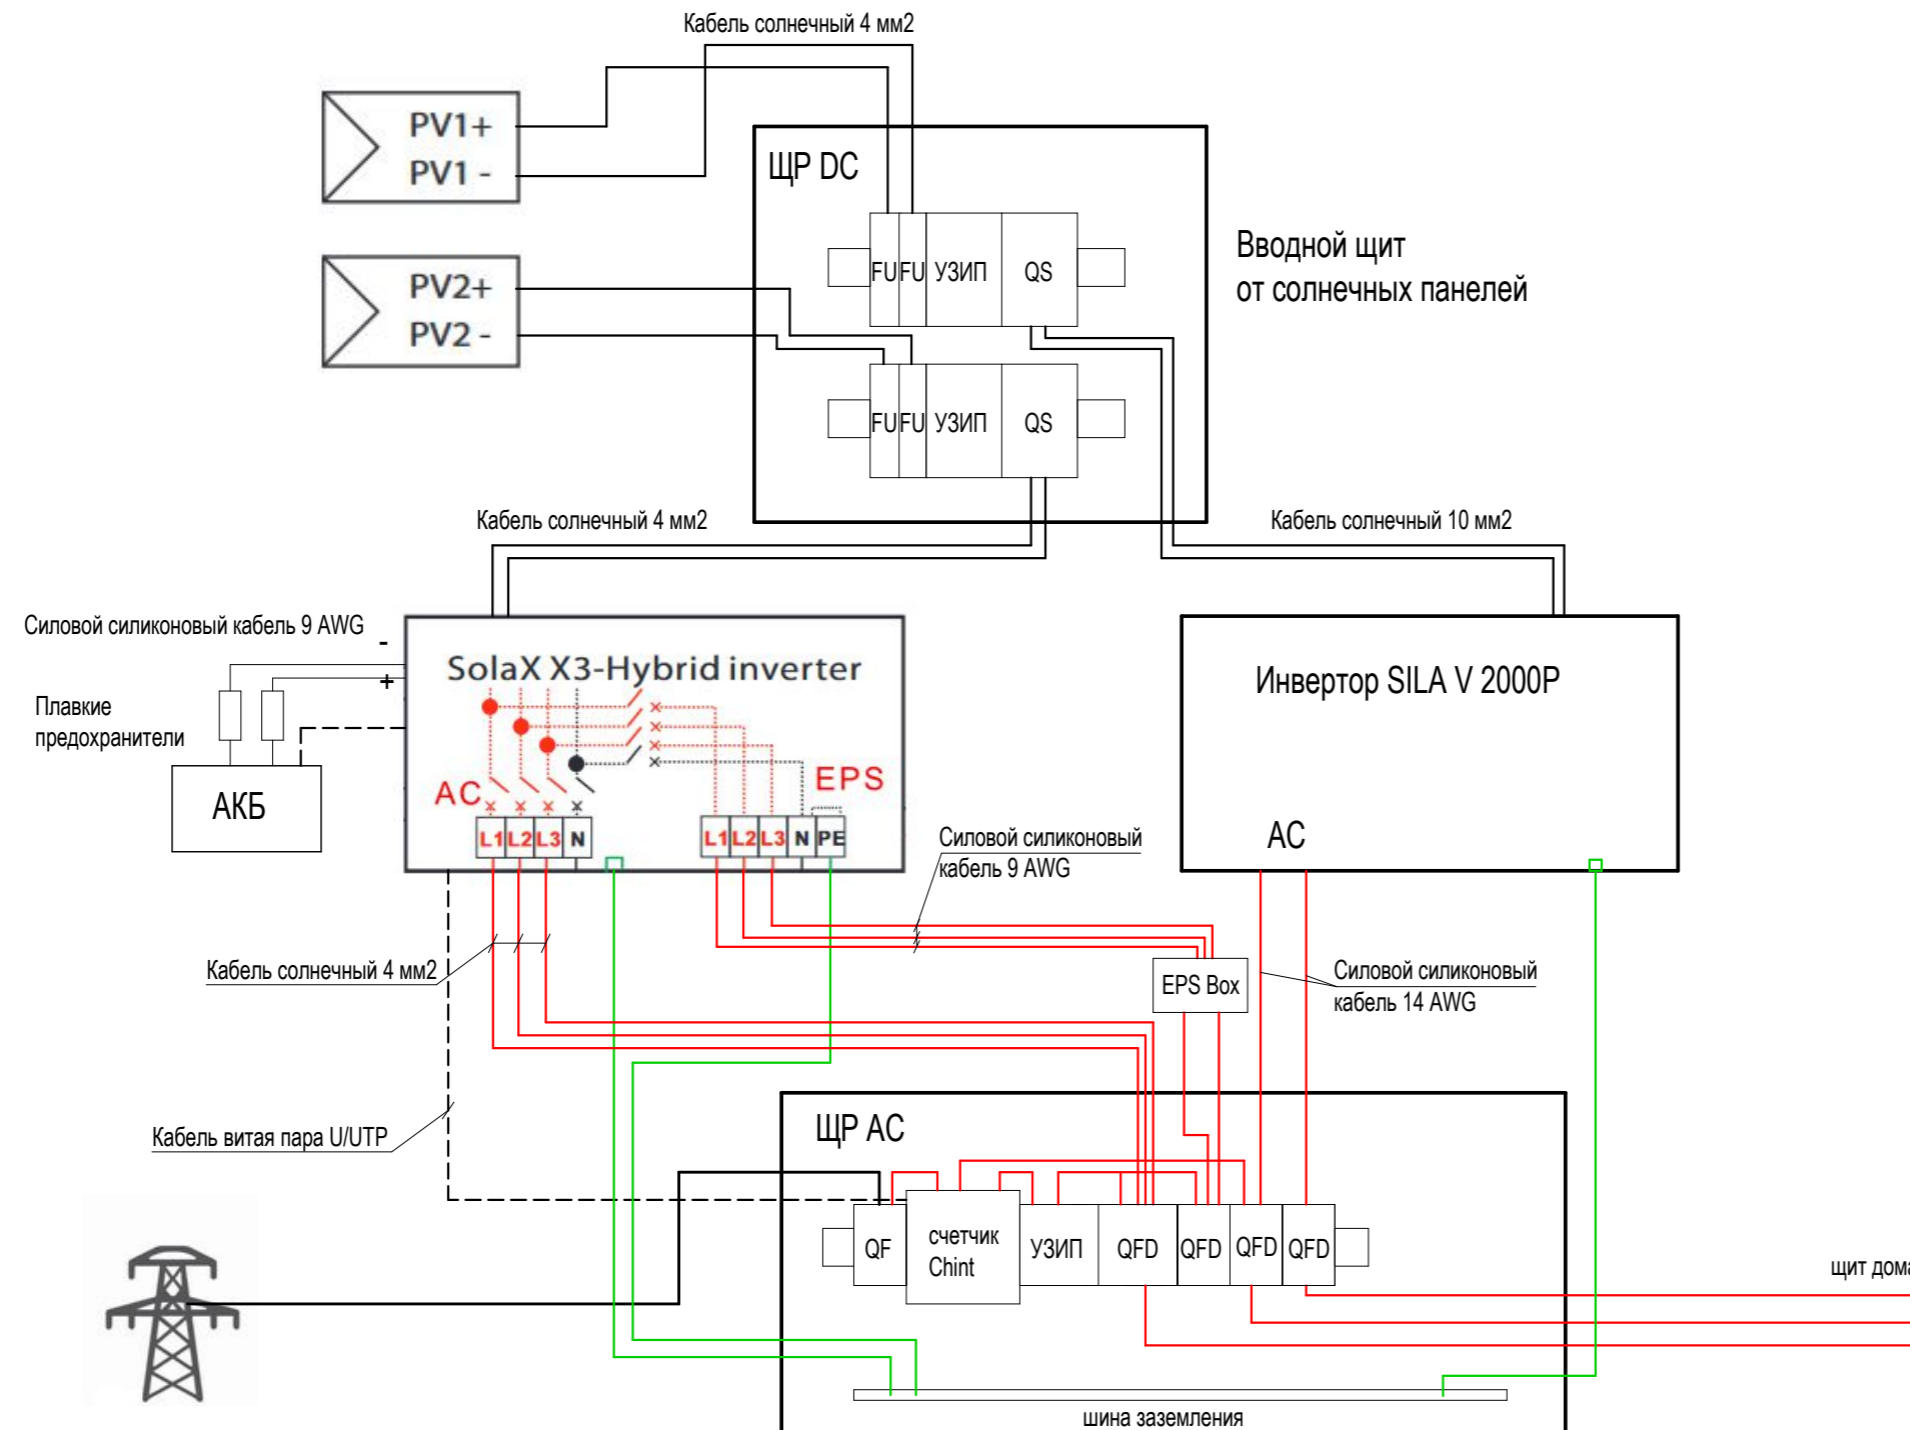 Кабель солнечный 4 мм2
PV1+
PV1 -
ЩР DC
FU FU УЗИП QS
Вводной щит
от солнечных панелей
PV2+
PV2 -
FU FU УЗИП QS
Кабель солнечный 4 мм2
Кабель солнечный 10 мм2
Силовой силиконовый кабель 9 AWG
-
+
Плавкие
предохранители
АКБ
SolaX X3-Hybrid inverter
AC
EPS
L1 L2 L3 N
L1 L2 L3 N PE
Инвертор SILA V 2000P
AC
Силовой силиконовый
кабель 9 AWG
Кабель солнечный 4 мм2
EPS Box
Силовой силиконовый
кабель 14 AWG
Кабель витая пара U/UTP
ЩР AC
QF
счетчик
Chint
УЗИП
QFD
QFD
QFD
QFD
щит дома
шина заземления